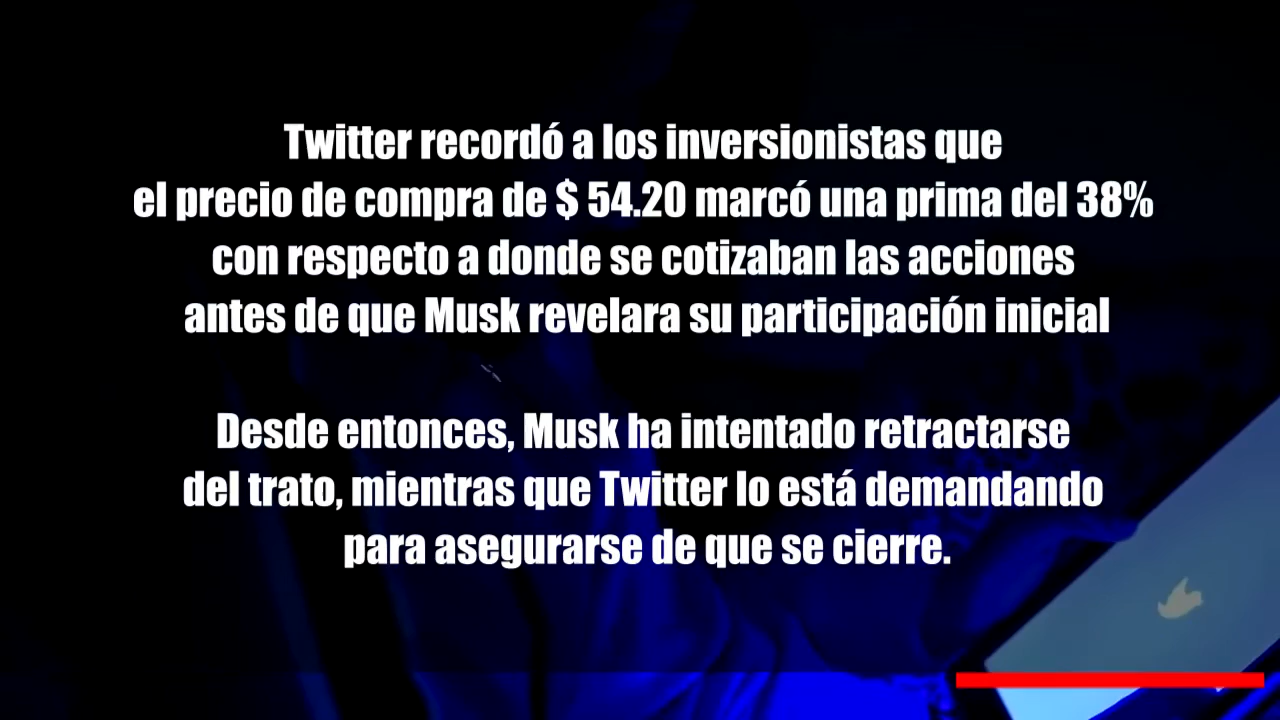 Twitter recordó a los inversionistas que
el precio de compra de $ 54.20 marcó una prima del 38%
con respecto a donde se cotizaban las acciones
antes de que Musk revelara su participación inicial
Desde entonces, Musk ha intentado retractarse
del trato, mientras que Twitter lo está demandando
para asegurarse de que se cierre.